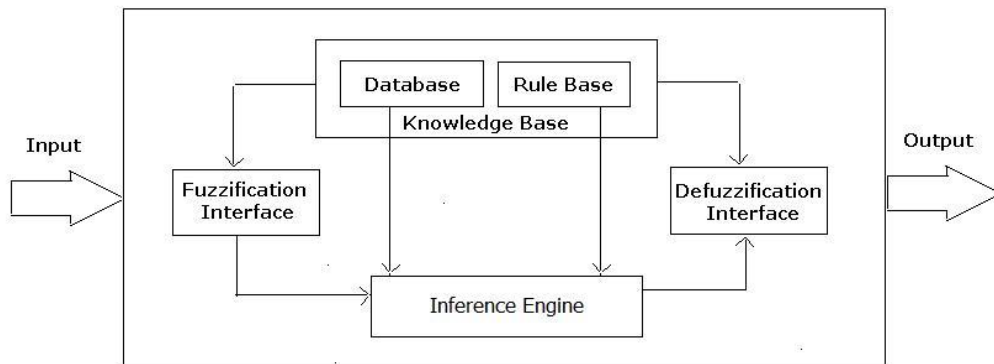 Database
Rule Base
Knowledge Base
Input
Output
Fuzzification
Interface
Defuzzification
Interface
Inference Engine